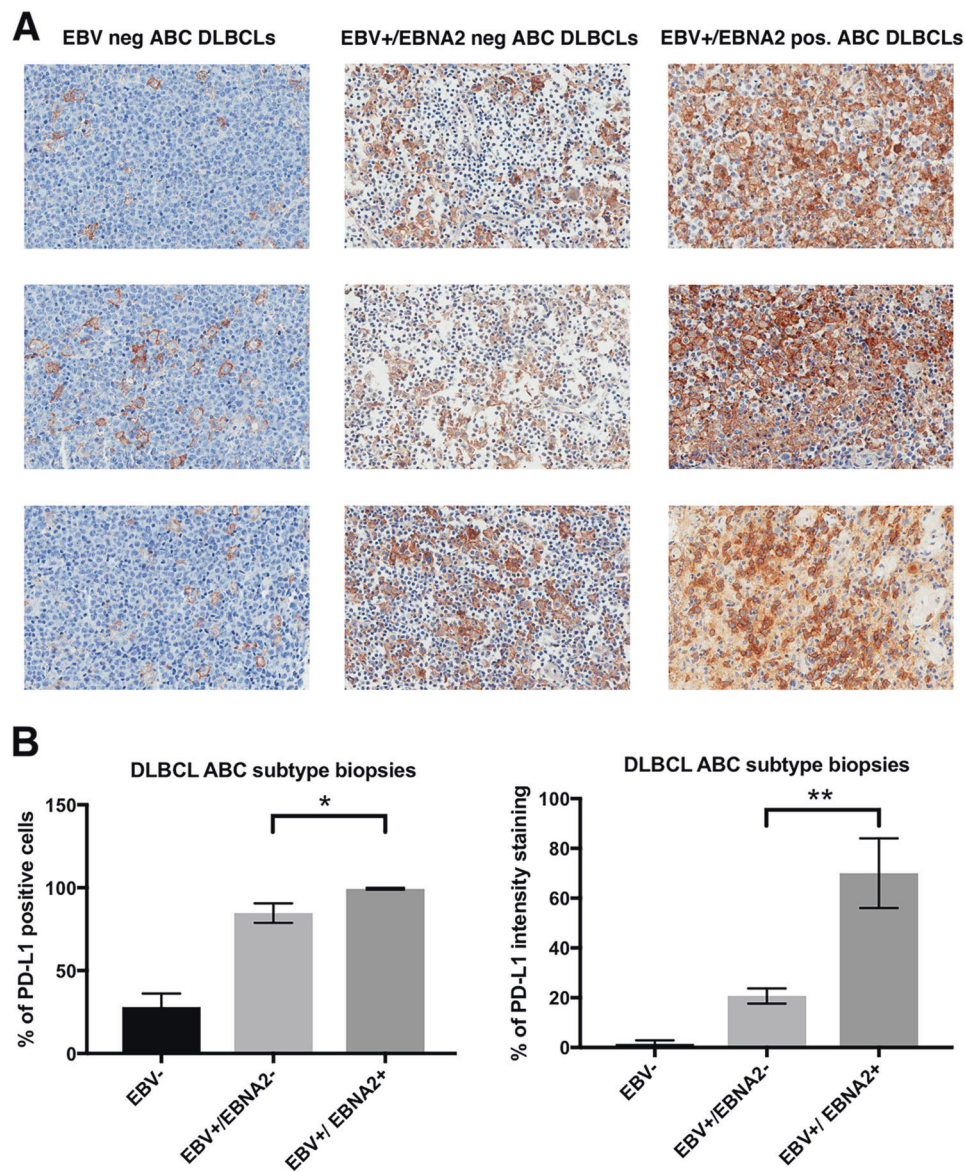 A
EBV neg ABC DLBCLs
EBV+/EBNA2 neg ABC DLBCLs
EBV+/EBNA2 pos. ABC DLBCLs
B
DLBCL ABC subtype biopsies
% of PD-L1 positive cells
150
100
50
0
*
EBV-
EBV+/EBNA2-
EBV+/ EBNA2+
DLBCL ABC subtype biopsies
% of PD-L1 intensity staining
100
80
60
40
20
0
**
EBV-
EBV+/EBNA2-
EBV+/ EBNA2+